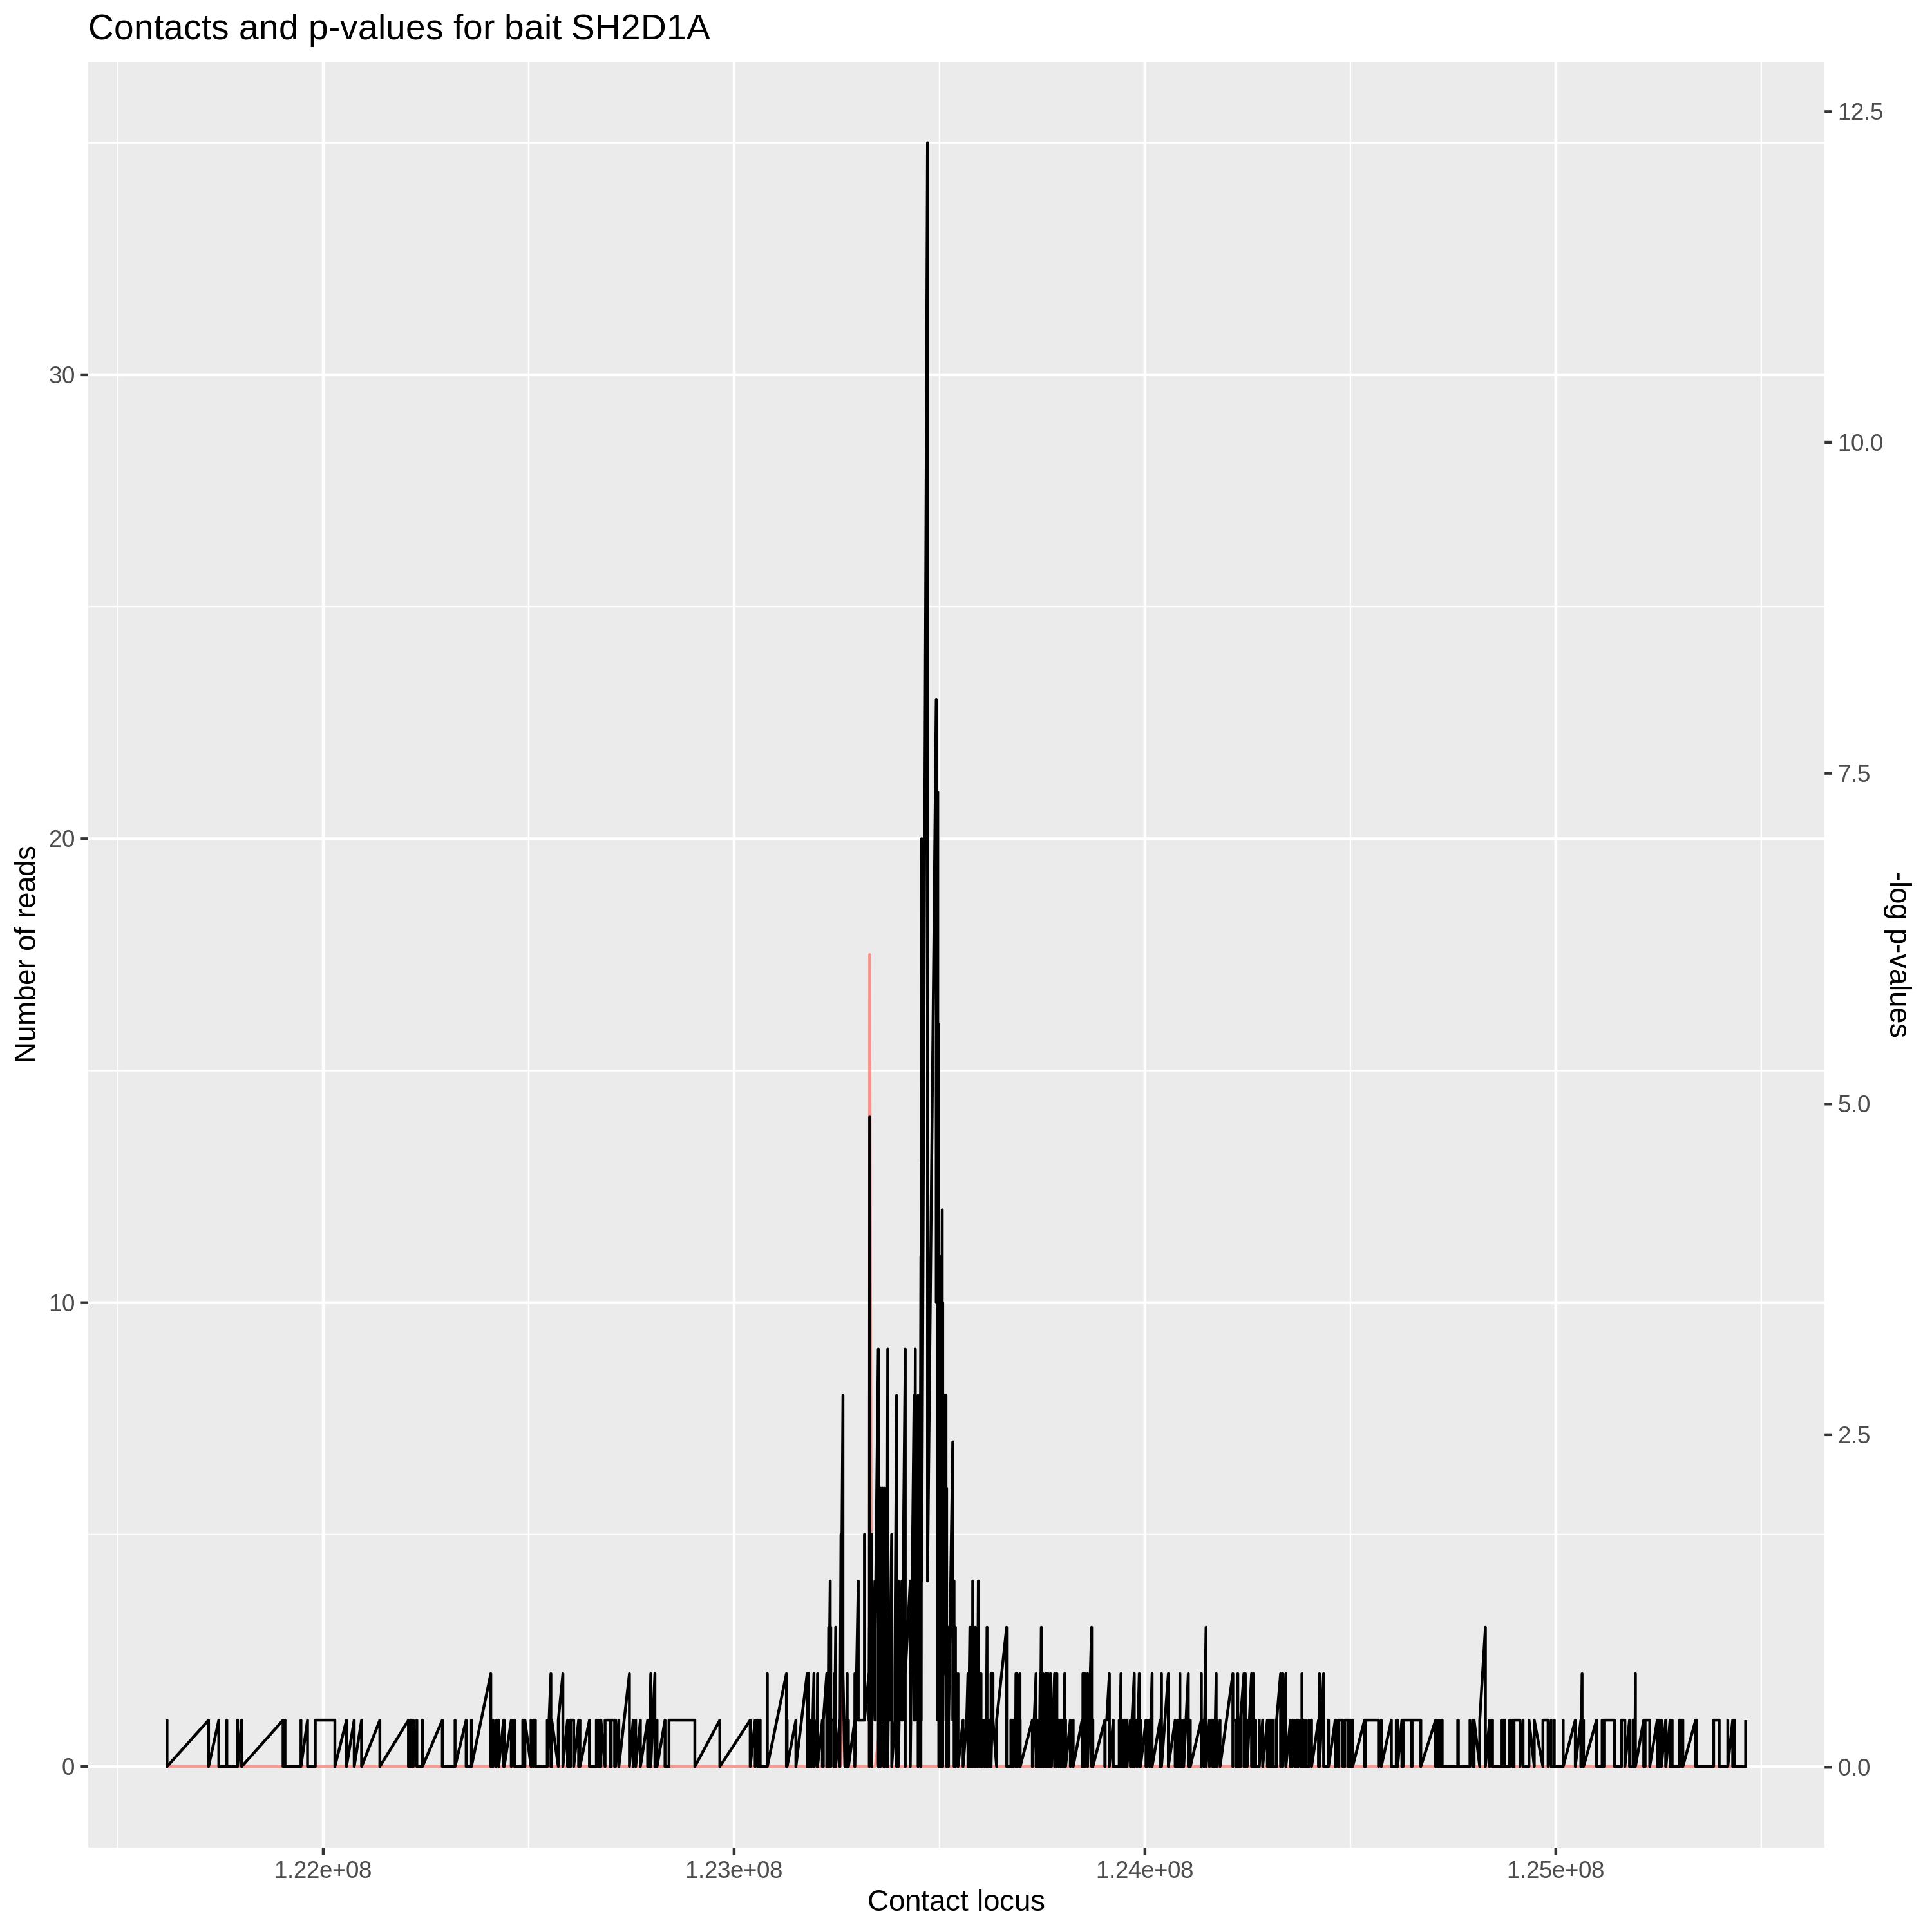 Contacts and p-values for bait SH2D1A
12.5
10.0
7.5
5.0
2.5
0.0
-log p-values
30
20
10
0
Number of reads
1.22e+08
1.23e+08
1.24e+08
1.25e+08
Contact locus